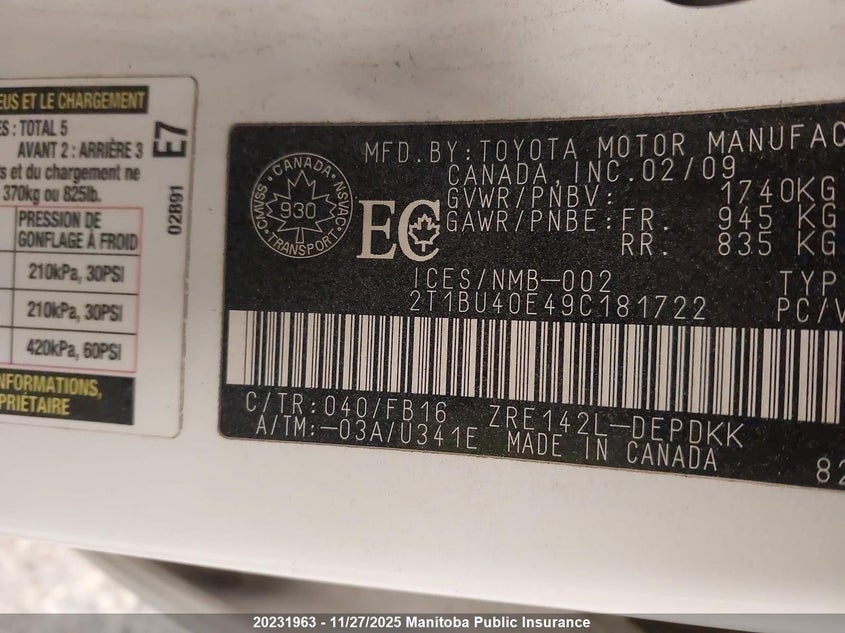 EUS ET LE CHARGEMENT
ES : TOTAL 5
AVANT 2 : ARRIÈRE 3
s et du chargement ne
370kg ou 825lb.
E7
02891
PRESSION DE
GONFLAGE À FROID
210kPa, 30PSI
210kPa, 30PSI
420kPa, 60PSI
NFORMATIONS,
PRIÉTAIRE
MFD. BY: TOYOTA MOTOR MANUFAC
CANADA, INC. 02/09
GVWR/PNBV: 1740KG
GAWR/PNBE: FR. 945 KG
RR. 835 KG
CANADA
CMVSS
NSVAC
930
TRANSPORT
EC
ICES/NMB-002
TYP
2T1BU40E49C181722
PC/V
C/TR: 040/FB16 ZRE142L-DEPDKK
A/TM: -03A/U341E MADE IN CANADA
82
20231963 - 11/27/2025 Manitoba Public Insurance